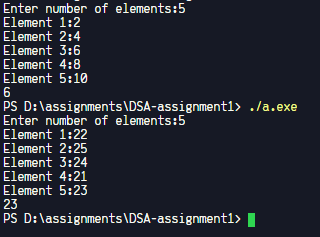 Enter number of elements:5
Element 1:2
Element 2:4
Element 3:6
Element 4:8
Element 5:10
6
PS D:\assignments\DSA-assignment1> ./a.exe
Enter number of elements:5
Element 1:22
Element 2:25
Element 3:24
Element 4:21
Element 5:23
23
PS D:\assignments\DSA-assignment1>